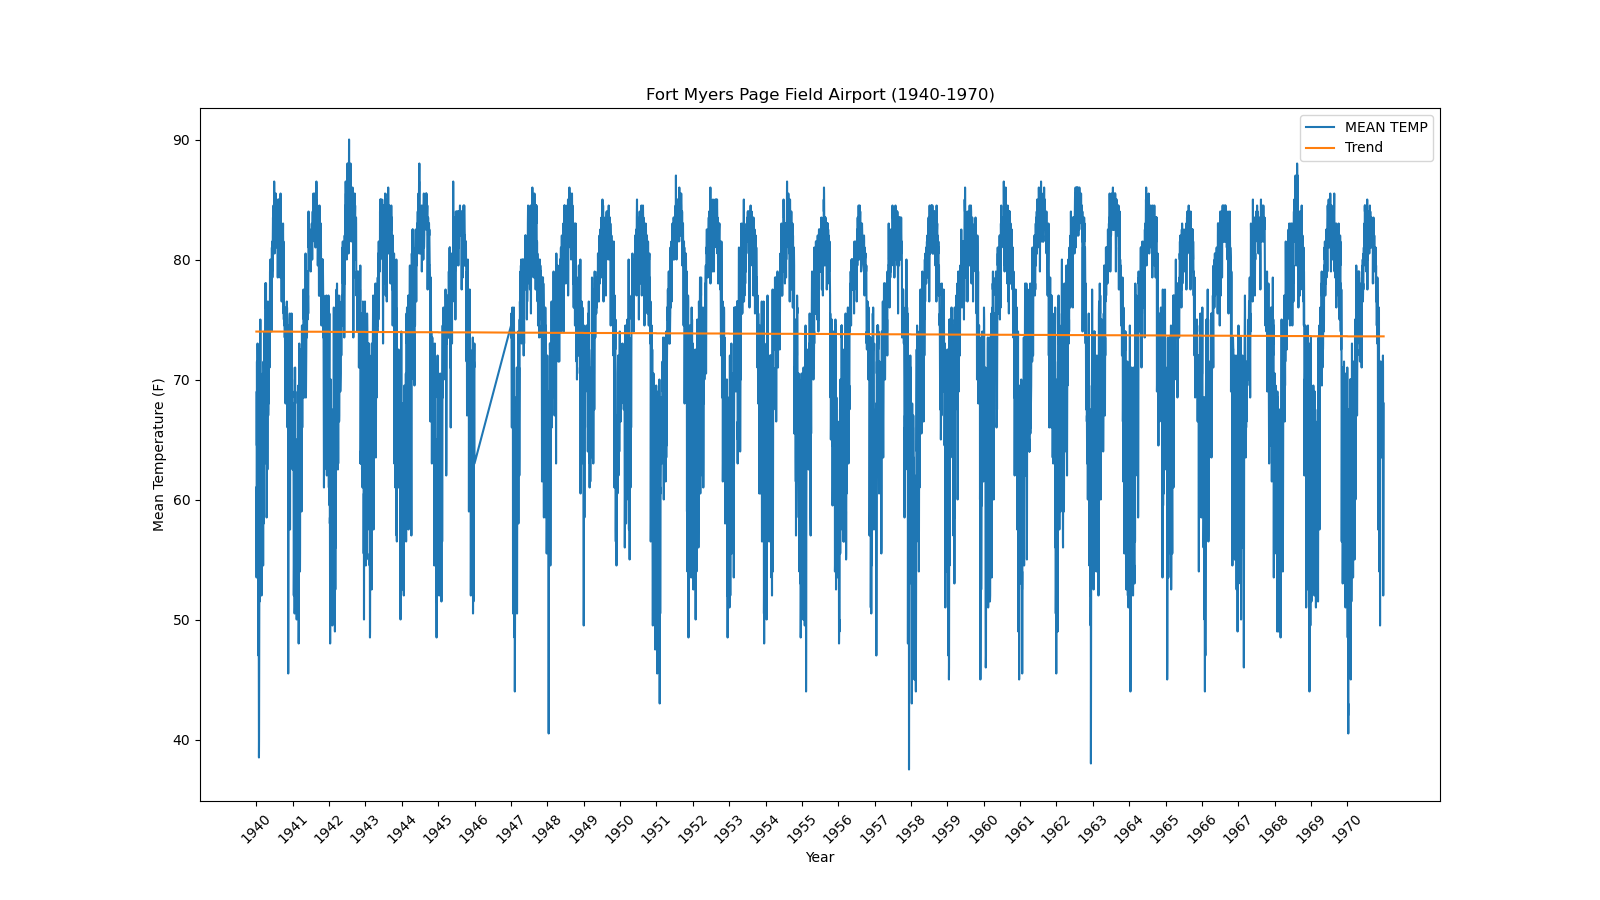 Fort Myers Page Field Airport (1940-1970)
MEAN TEMP
Trend
90
80
70
60
50
40
Mean Temperature (F)
1940 1941 1942 1943 1944 1945 1946 1947 1948 1949 1950 1951 1952 1953 1954 1955 1956 1957 1958 1959 1960 1961 1962 1963 1964 1965 1966 1967 1968 1969 1970
Year